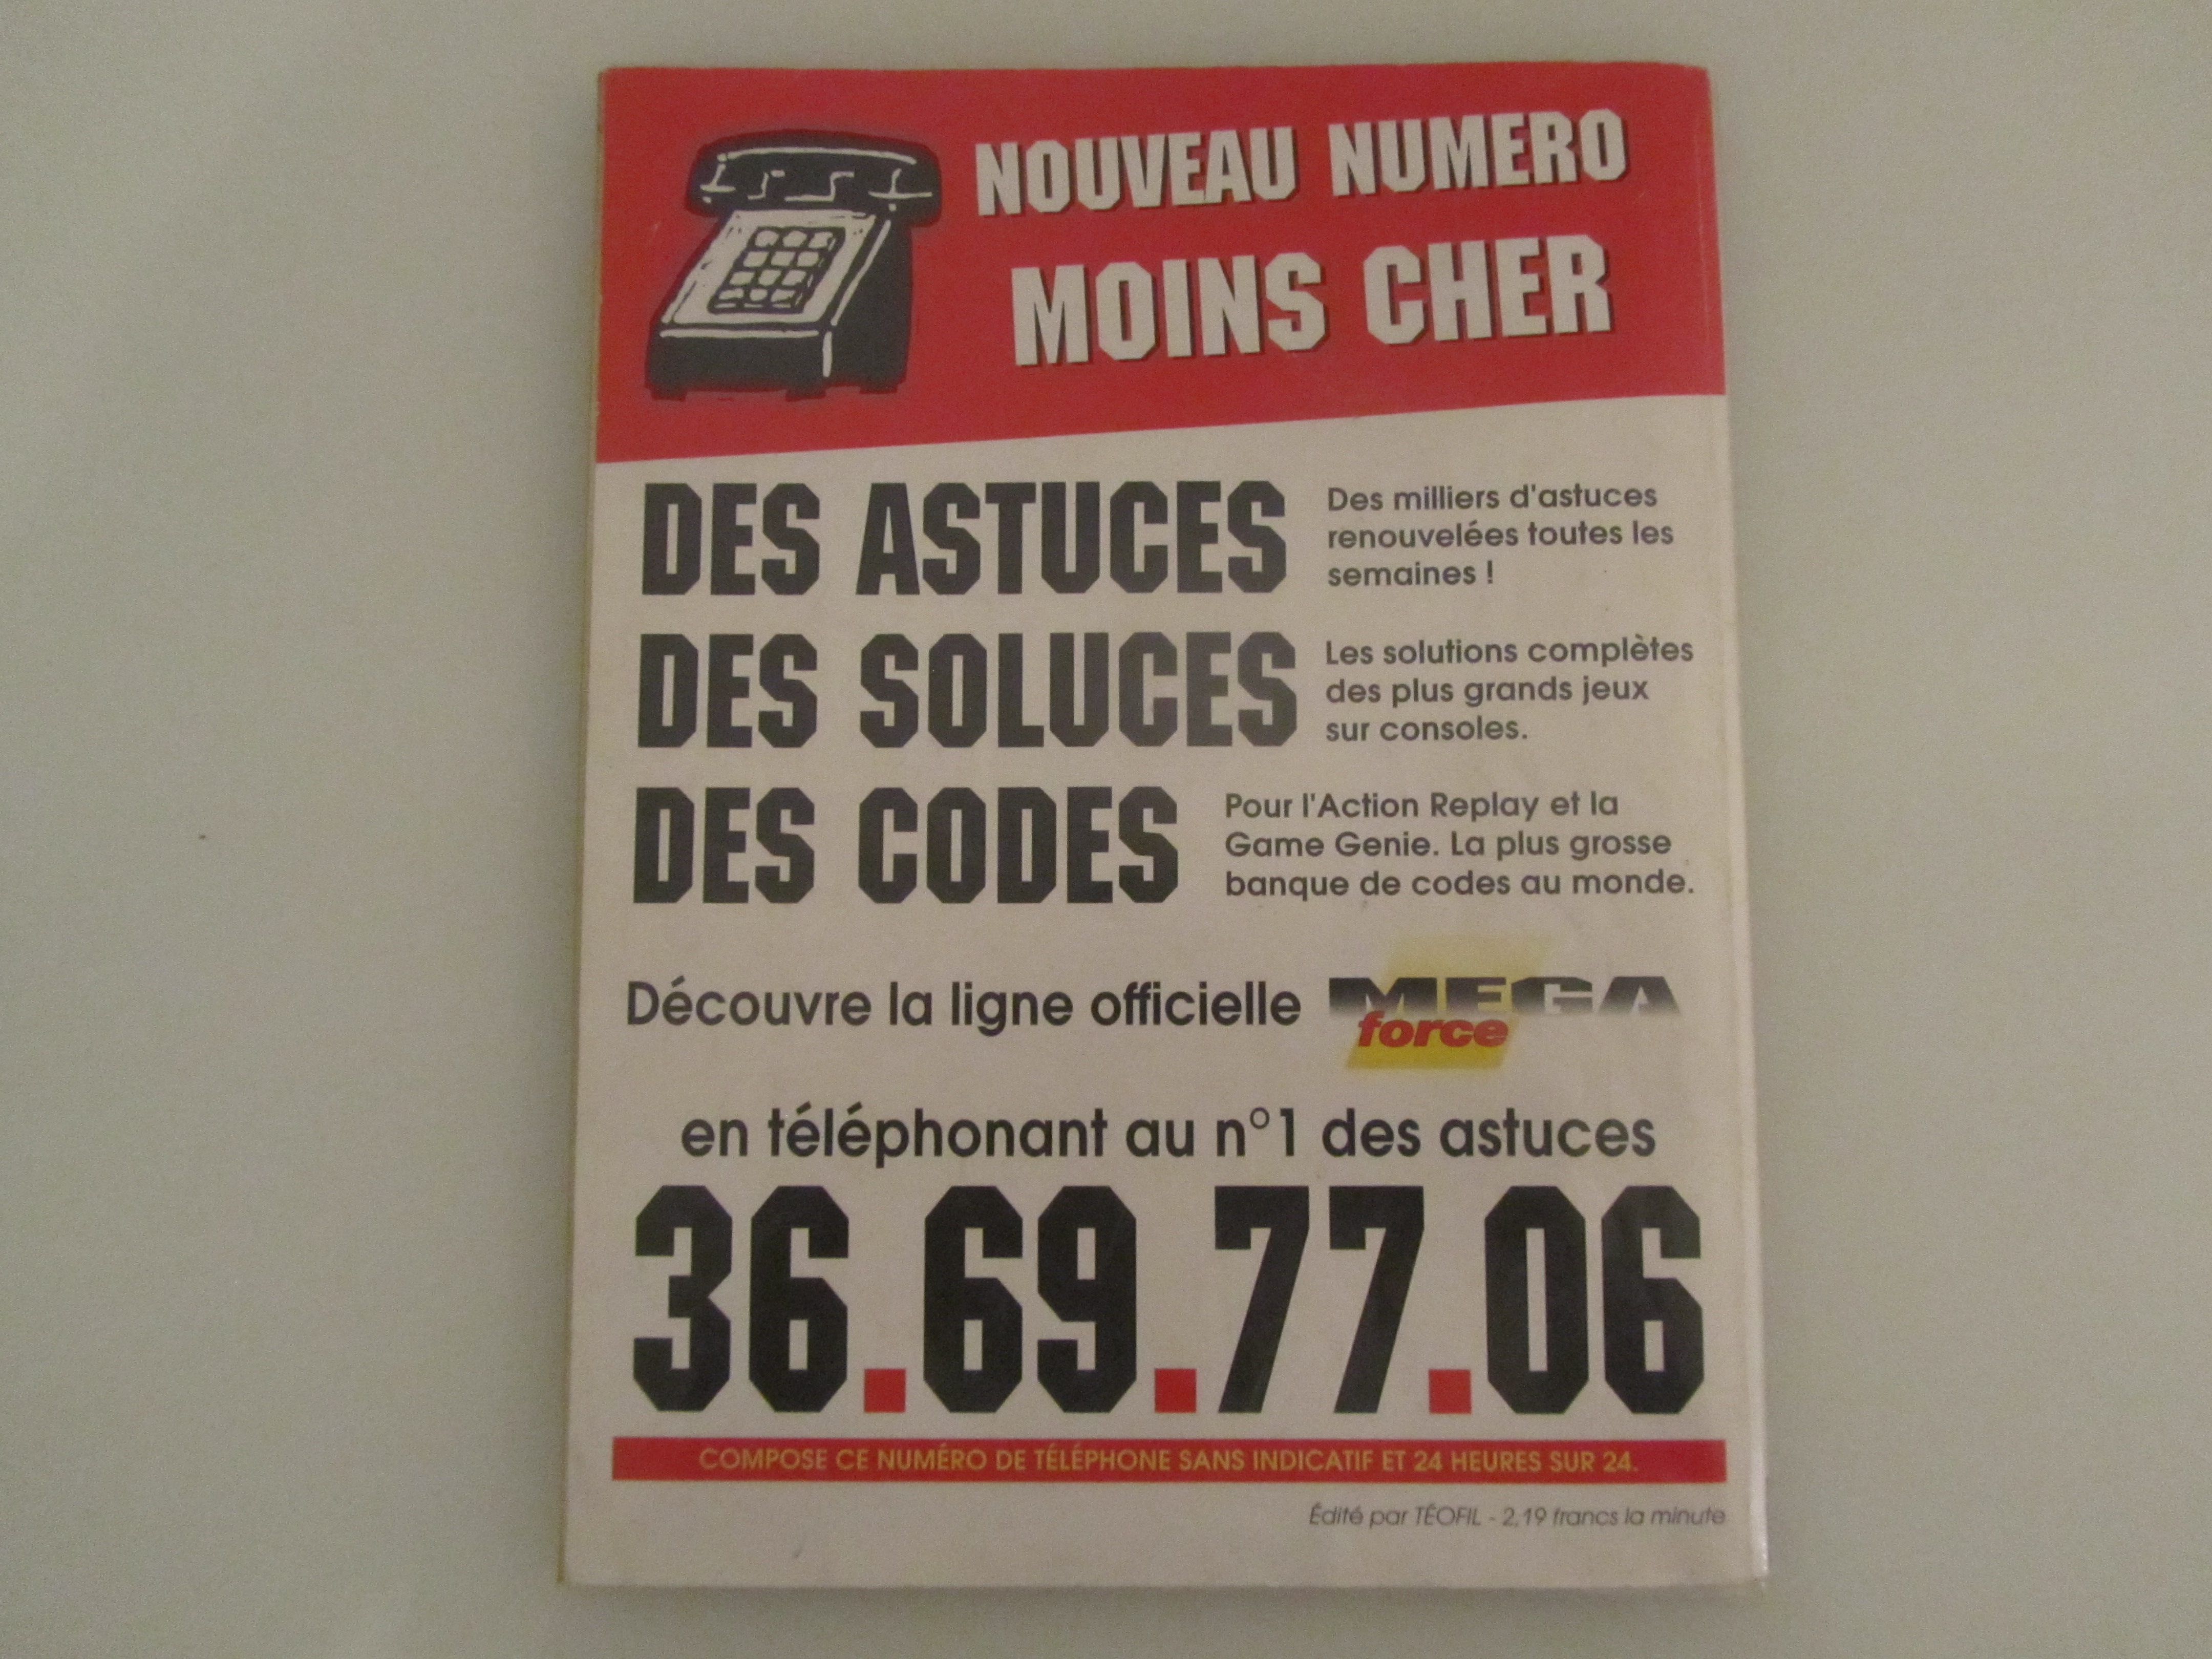 NOUVEAU NUMERO
MOINS CHER
DES ASTUCES
Des milliers d'astuces
renouvelées toutes les
semaines !
DES SOLUCES
Les solutions complètes
des plus grands jeux
sur consoles.
DES CODES
Pour l'Action Replay et la
Game Genie. La plus grosse
banque de codes au monde.
Découvre la ligne officielle
MEGA
force
en téléphonant au n°1 des astuces
36.69.77.06
COMPOSE CE NUMÉRO DE TÉLÉPHONE SANS INDICATIF ET 24 HEURES SUR 24.
Édité par TÉOFIL - 2,19 francs la minute